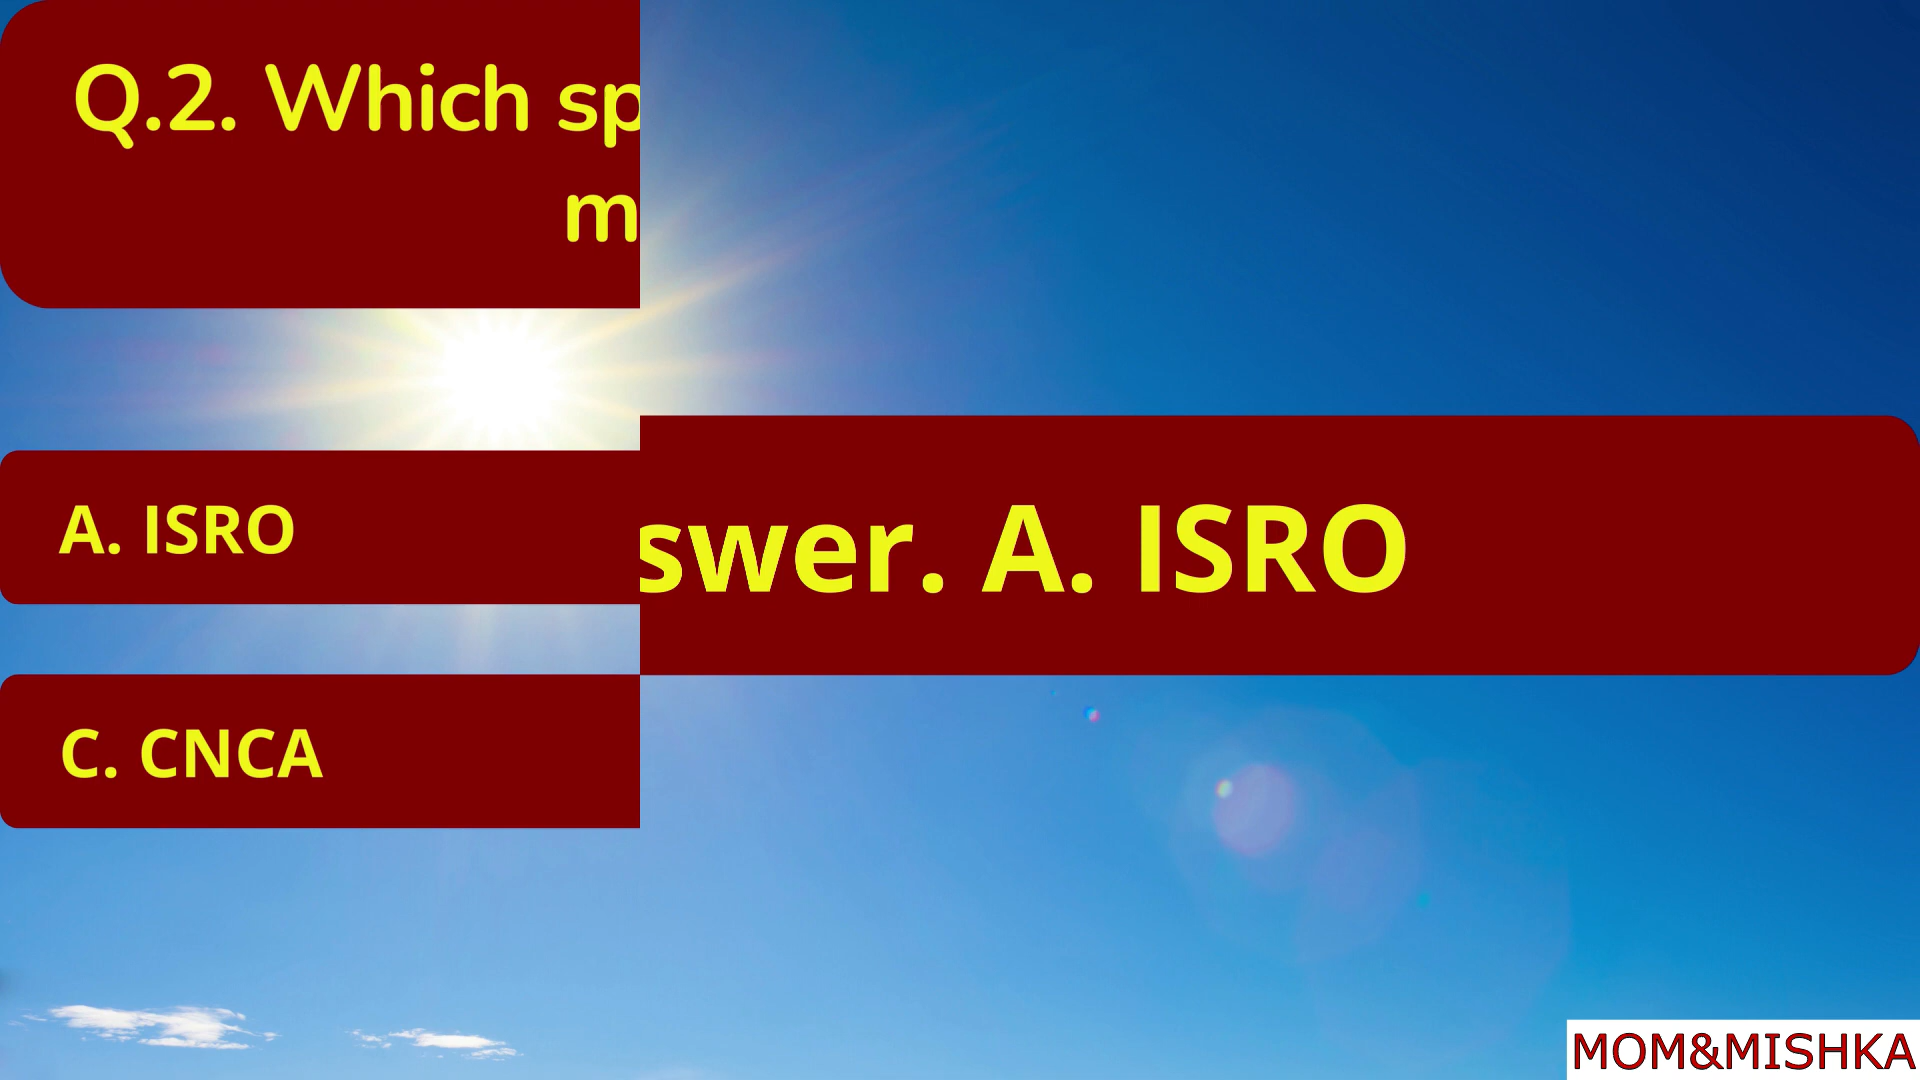 Q.2. Which sp
m
A. ISRO
swer. A. ISRO
C. CNCA
MOM&MISHKA